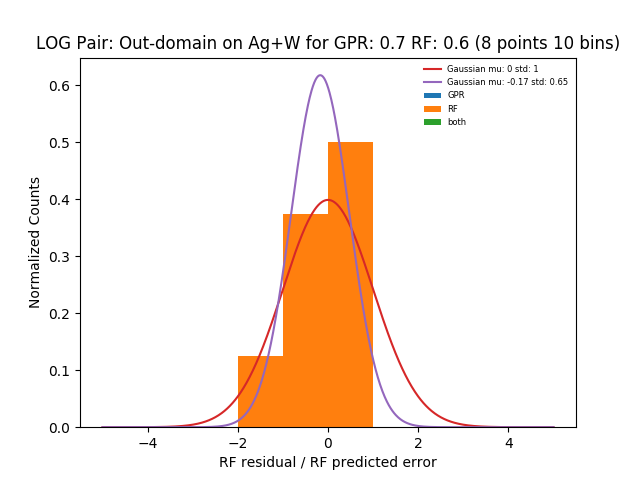 LOG Pair: Out-domain on Ag+W for GPR: 0.7 RF: 0.6 (8 points 10 bins)
Gaussian mu: 0 std: 1
Gaussian mu: -0.17 std: 0.65
GPR
RF
both
Normalized Counts
0.6
0.5
0.4
0.3
0.2
0.1
0.0
−4 −2 0 2 4
RF residual / RF predicted error